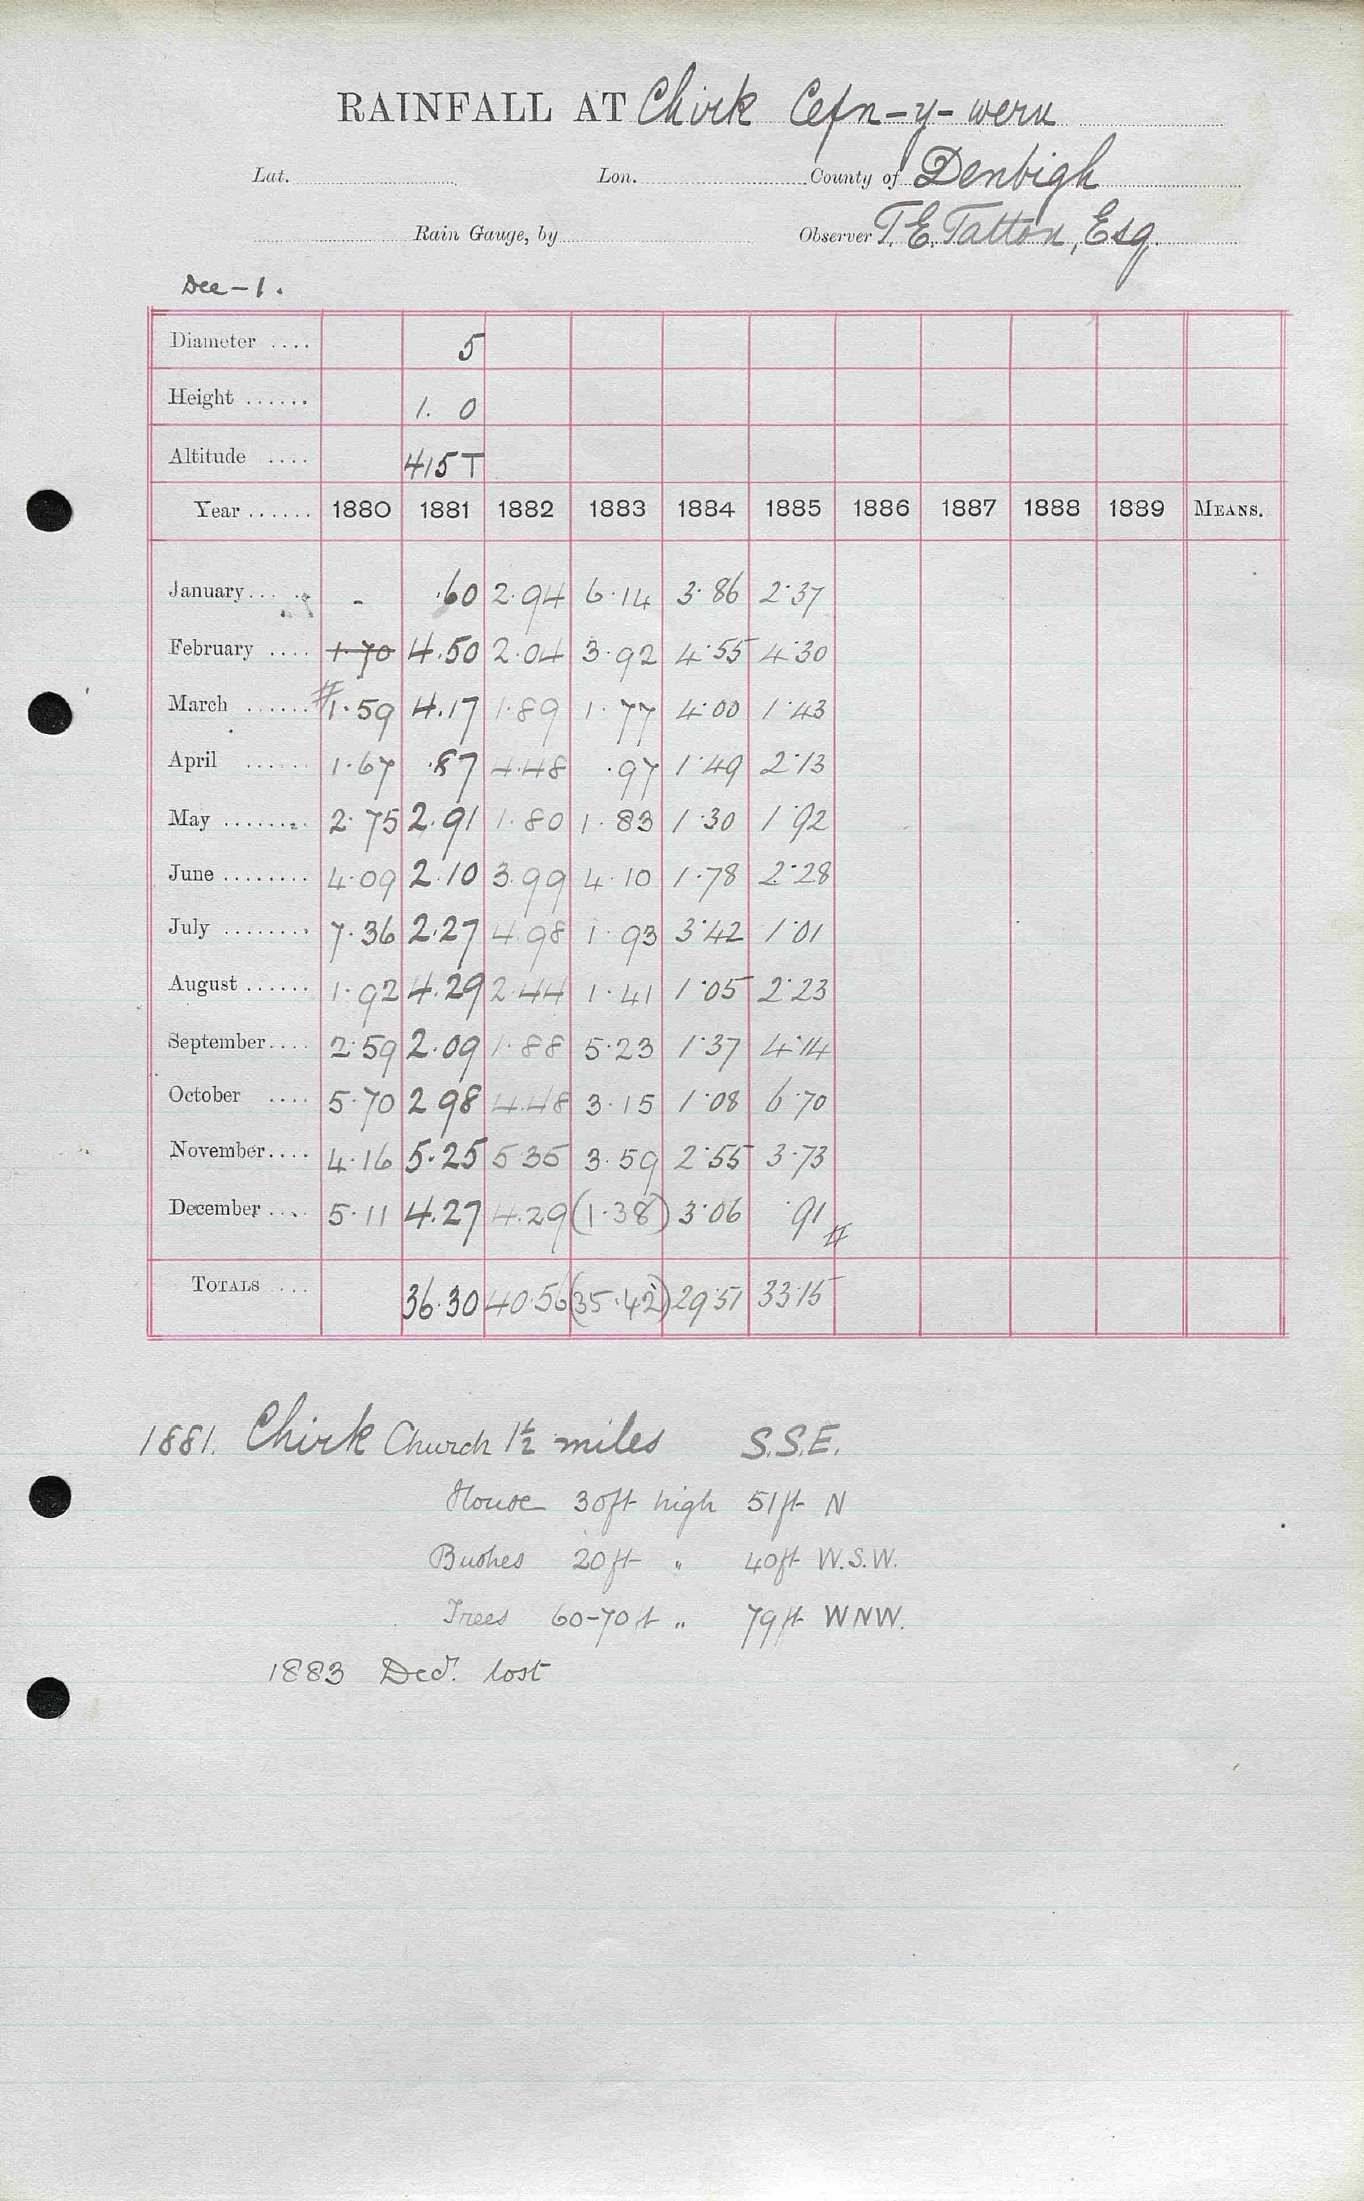 RAINFALL AT Chirk Cefn-y-wern
Lat. Lon. County of Denbigh
Rain Gauge, by Observer T.E. Tatton, Esq.
Dee-1.
Diameter .... 5
Height ...... 1. 0
Altitude .... 415 T
Year ...... 1880 1881 1882 1883 1884 1885 1886 1887 1888 1889 MEANS.
January.... - .60 2.94 6.14 3.86 2.37
February .... 1.70 4.50 2.04 3.92 4.55 4.30
March ...... #1.59 4.17 1.89 1.77 4.00 1.43
April ...... 1.67 .87 4.48 .97 1.49 2.13
May ........ 2.75 2.91 1.80 1.83 1.30 1.92
June ........ 4.09 2.10 3.99 4.10 1.78 2.28
July ........ 7.36 2.27 4.98 1.93 3.42 1.01
August ...... 1.92 4.29 2.44 1.41 1.05 2.23
September.... 2.59 2.09 1.88 5.23 1.37 4.14
October .... 5.70 2 98 4.48 3.15 1.08 6.70
November.... 4.16 5.25 5 35 3.59 2.55 3.73
December .... 5.11 4.27 4.29 (1.38) 3.06 .91 #
TOTALS .... 36.30 40.56 (35.42) 29.51 33.15
1881. Chirk Church 1½ miles S.S.E.
House 30ft high 51ft N
Bushes 20ft " 40ft W.S.W.
Trees 60-70ft " 79ft WNW.
1883 Decr. lost